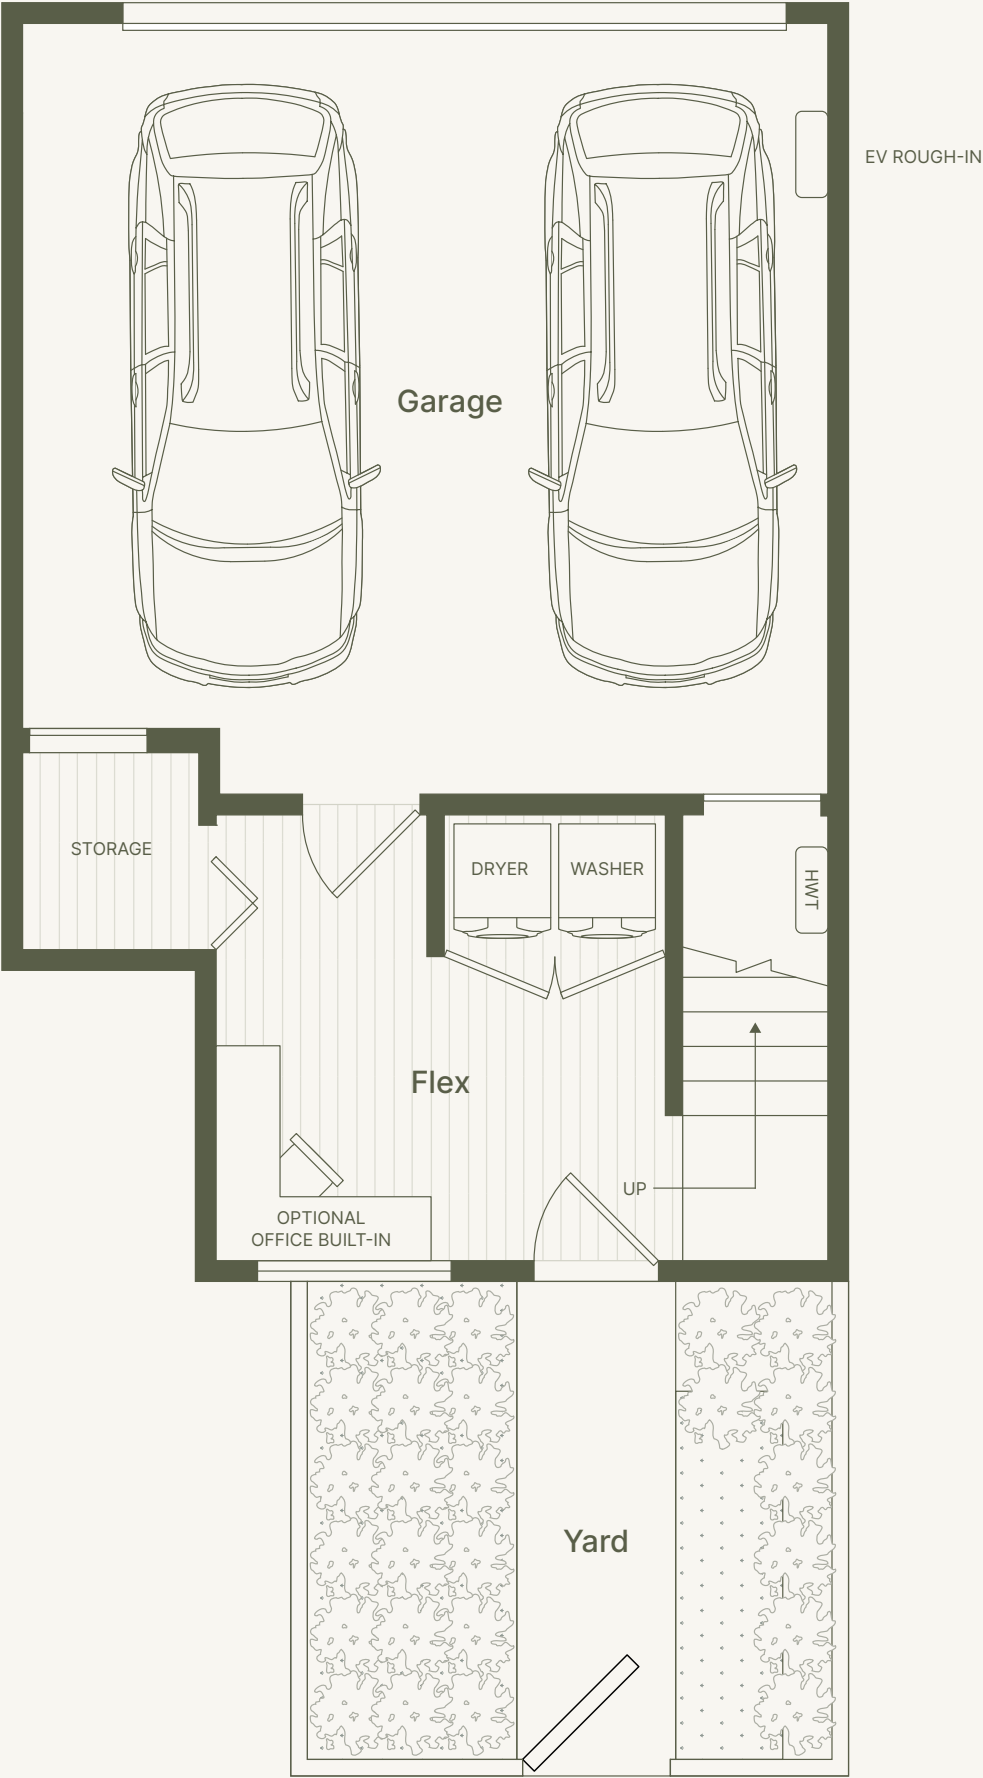 EV ROUGH-IN
Garage
STORAGE
DRYER
WASHER
HWT
Flex
UP
OPTIONAL
OFFICE BUILT-IN
Yard